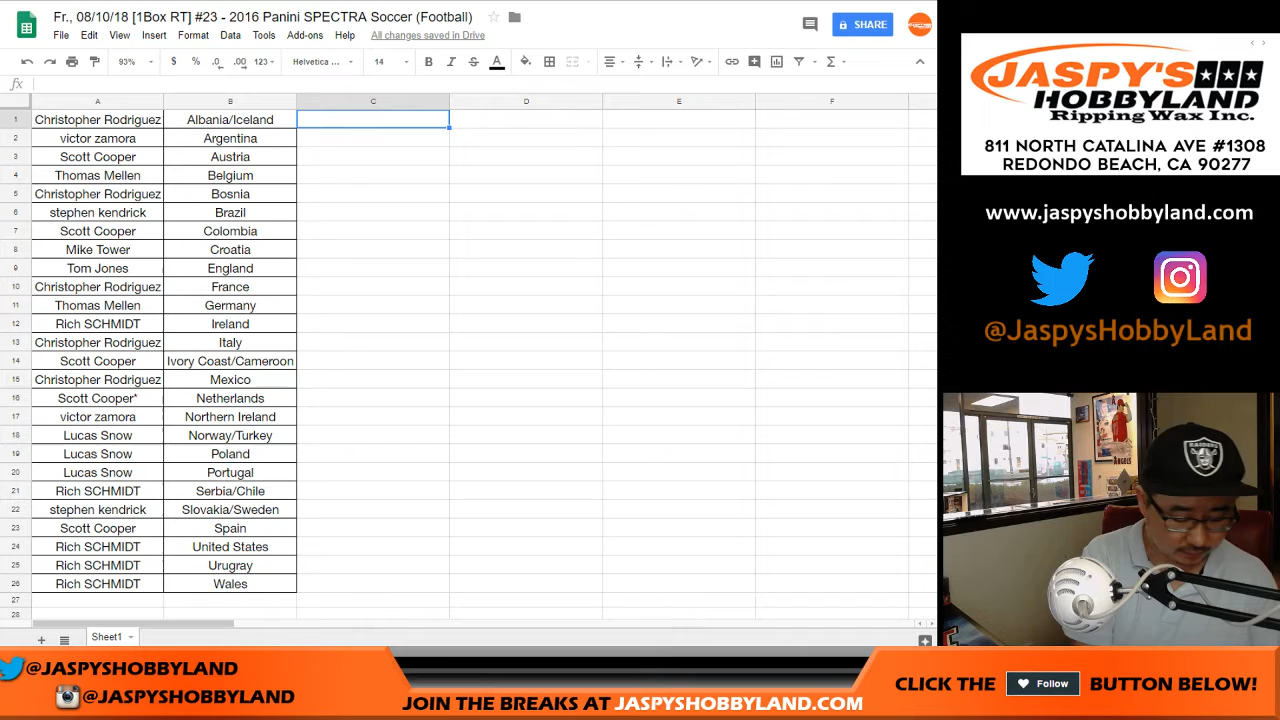 Fr., 08/10/18 [1Box RT] #23 - 2016 Panini SPECTRA Soccer (Football)
File Edit View Insert Format Data Tools Add-ons Help All changes saved in Drive
SHARE
93% $ % .0 .00 123 Helvetica ... 14 B I S A
fx
A B C D E F
1 Christopher Rodriguez Albania/Iceland
2 victor zamora Argentina
3 Scott Cooper Austria
4 Thomas Mellen Belgium
5 Christopher Rodriguez Bosnia
6 stephen kendrick Brazil
7 Scott Cooper Colombia
8 Mike Tower Croatia
9 Tom Jones England
10 Christopher Rodriguez France
11 Thomas Mellen Germany
12 Rich SCHMIDT Ireland
13 Christopher Rodriguez Italy
14 Scott Cooper Ivory Coast/Cameroon
15 Christopher Rodriguez Mexico
16 Scott Cooper* Netherlands
17 victor zamora Northern Ireland
18 Lucas Snow Norway/Turkey
19 Lucas Snow Poland
20 Lucas Snow Portugal
21 Rich SCHMIDT Serbia/Chile
22 stephen kendrick Slovakia/Sweden
23 Scott Cooper Spain
24 Rich SCHMIDT United States
25 Rich SCHMIDT Urugray
26 Rich SCHMIDT Wales
27
28
Sheet1
JASPY'S
HOBBYLAND
Ripping Wax Inc.
811 NORTH CATALINA AVE #1308
REDONDO BEACH, CA 90277
www.jaspyshobbyland.com
@JaspysHobbyLand
ANGELS
RAIDERS
@JASPYSHOBBYLAND
@JASPYSHOBBYLAND
JOIN THE BREAKS AT JASPYSHOBBYLAND.COM
CLICK THE Follow BUTTON BELOW!